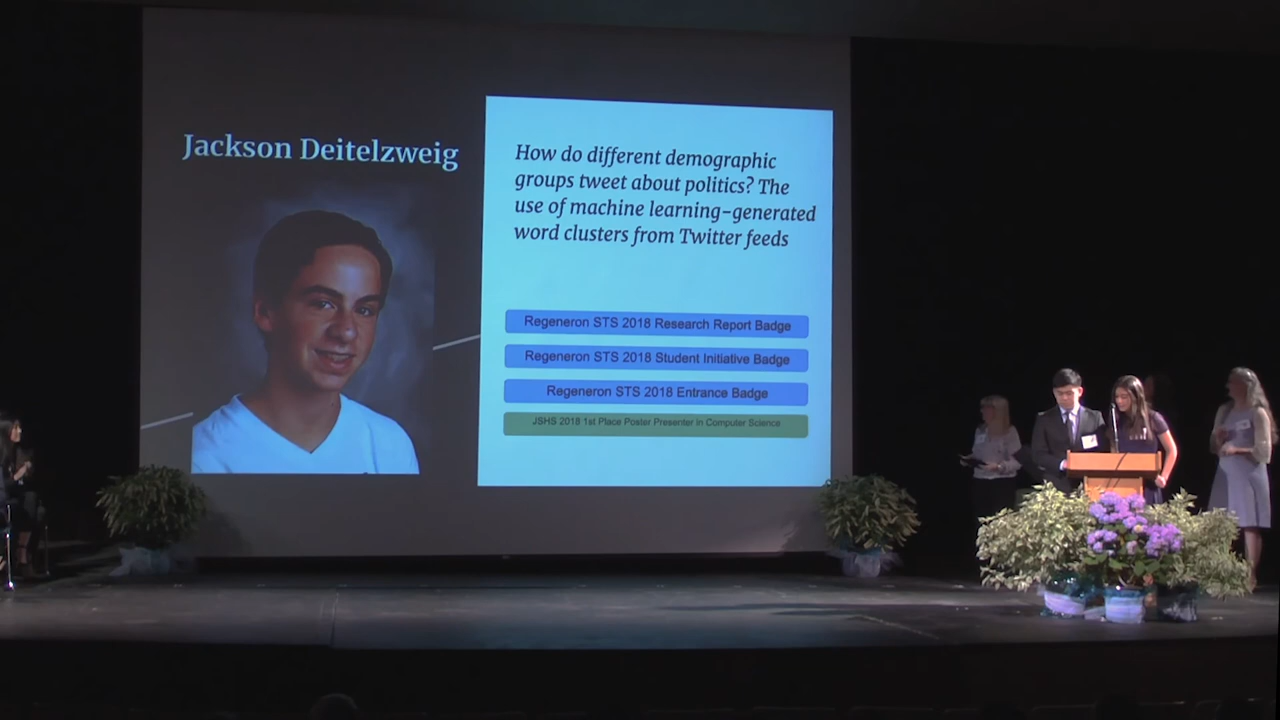 Jackson Deitelzweig
How do different demographic
groups tweet about politics? The
use of machine learning-generated
word clusters from Twitter feeds
Regeneron STS 2018 Research Report Badge
Regeneron STS 2018 Student Initiative Badge
Regeneron STS 2018 Entrance Badge
JSHS 2018 1st Place Poster Presenter in Computer Science